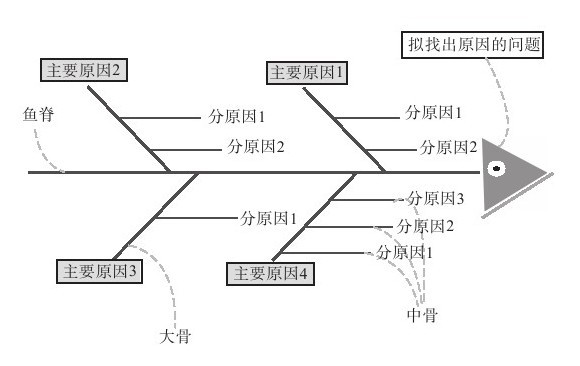 拟找出原因的问题
主要原因2
主要原因1
鱼脊
分原因1
分原因1
分原因2
分原因2
分原因3
分原因1
分原因2
分原因1
主要原因3
主要原因4
中骨
大骨